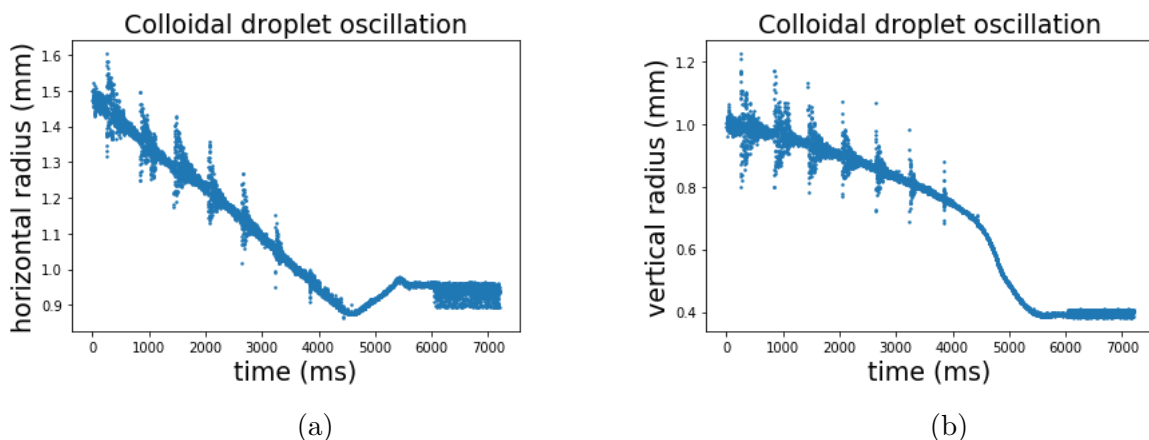 Colloidal droplet oscillation
horizontal radius (mm)
1.6
1.5
1.4
1.3
1.2
1.1
1.0
0.9
0 1000 2000 3000 4000 5000 6000 7000
time (ms)
(a)
Colloidal droplet oscillation
vertical radius (mm)
1.2
1.0
0.8
0.6
0.4
0 1000 2000 3000 4000 5000 6000 7000
time (ms)
(b)